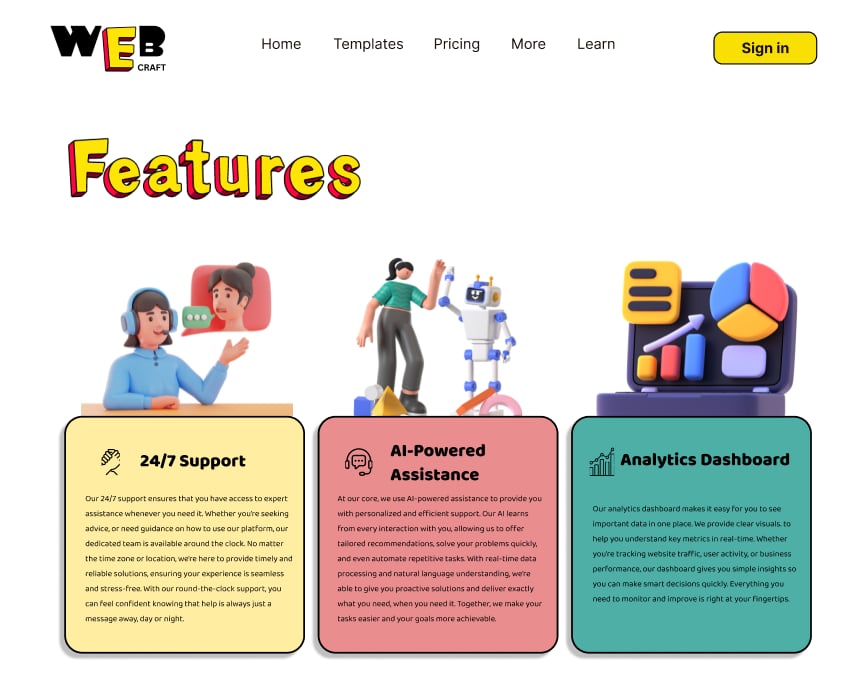 WEB
CRAFT
Home Templates Pricing More Learn
Sign in
Features
24/7 Support
Our 24/7 support ensures that you have access to expert
assistance whenever you need it. Whether you're seeking
advice, or need guidance on how to use our platform, our
dedicated team is available around the clock. No matter
the time zone or location, we're here to provide timely and
reliable solutions, ensuring your experience is seamless
and stress-free. With our round-the-clock support, you
can feel confident knowing that help is always just a
message away, day or night.
AI-Powered
Assistance
At our core, we use AI-powered assistance to provide you
with personalized and efficient support. Our AI learns
from every interaction with you, allowing us to offer
tailored recommendations, solve your problems quickly,
and even automate repetitive tasks. With real-time data
processing and natural language understanding, we're
able to give you proactive solutions and deliver exactly
what you need, when you need it. Together, we make your
tasks easier and your goals more achievable.
Analytics Dashboard
Our analytics dashboard makes it easy for you to see
important data in one place. We provide clear visuals. to
help you understand key metrics in real-time. Whether
you're tracking website traffic, user activity, or business
performance, our dashboard gives you simple insights so
you can make smart decisions quickly. Everything you
need to monitor and improve is right at your fingertips.